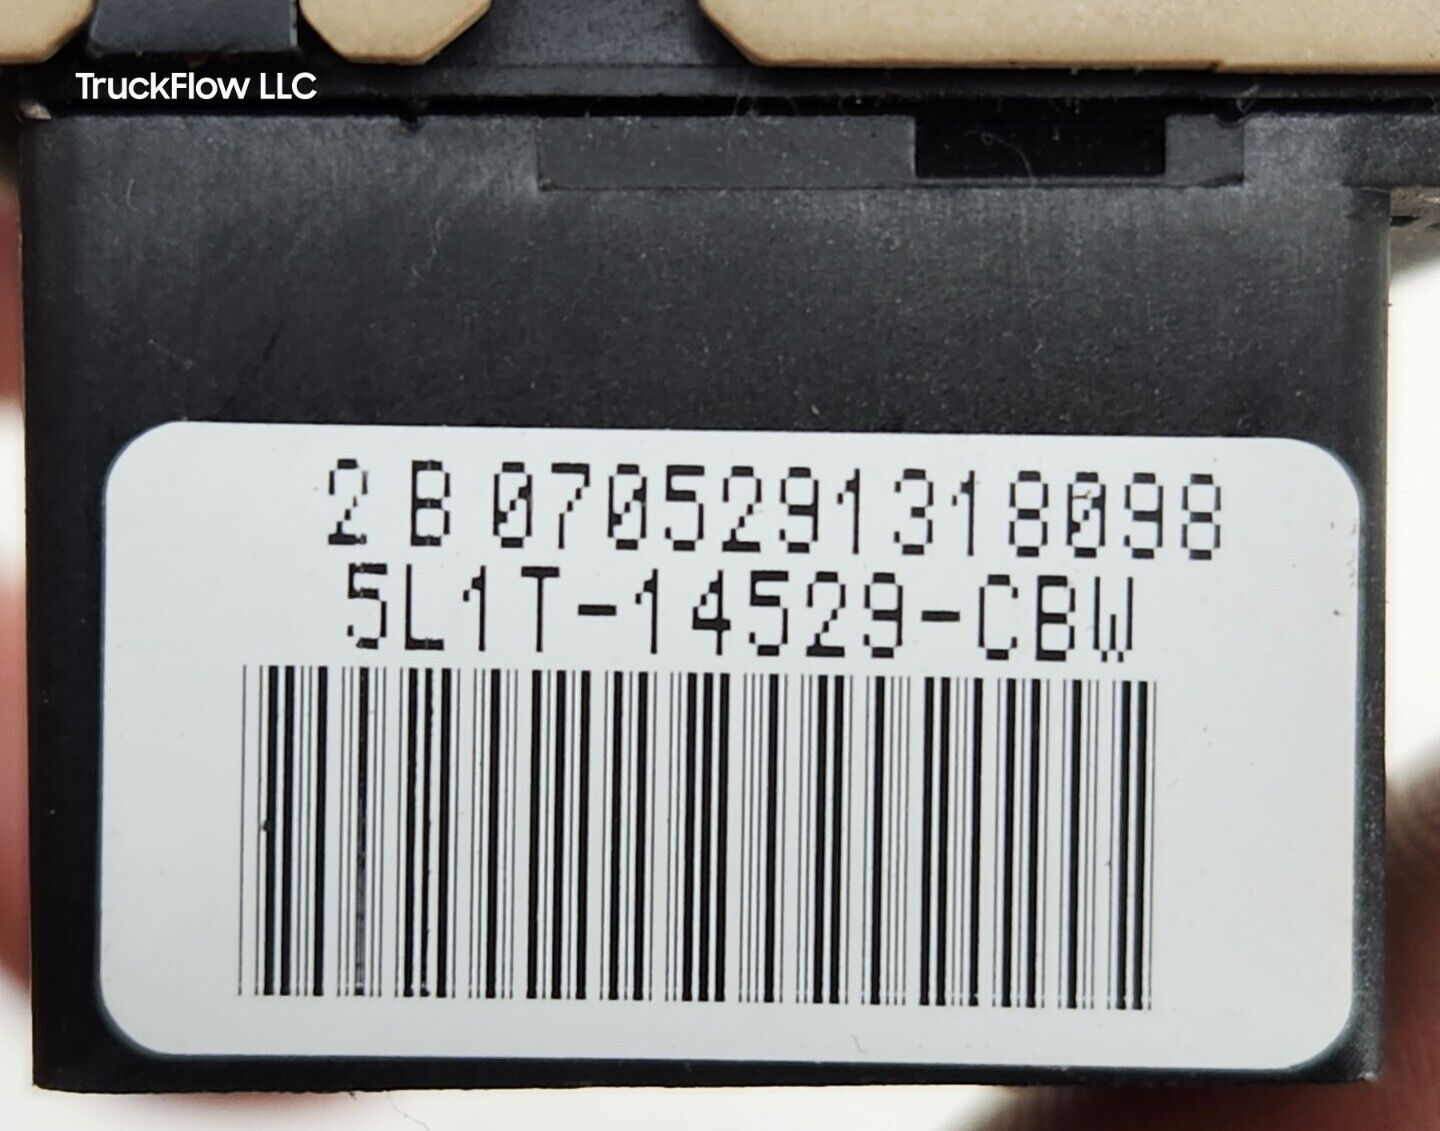 TruckFlow LLC
2 B 0705291318098
5L1T-14529-CBW